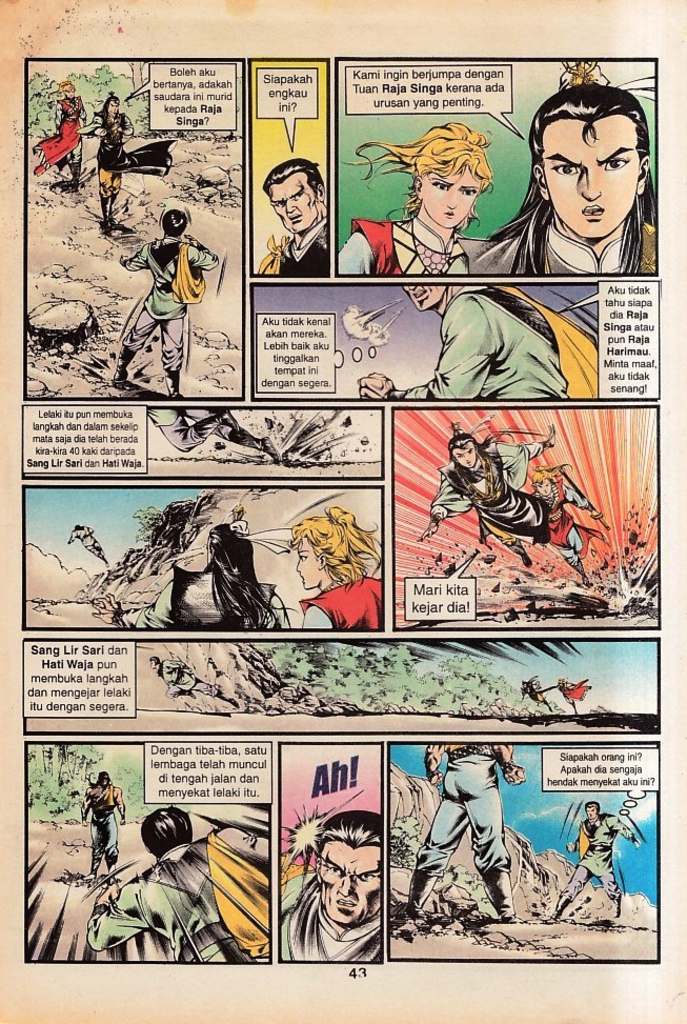 Boleh aku
bertanya, adakah
saudara ini murid
kepada Raja
Singa?
Siapakah
engkau
ini?
Kami ingin berjumpa dengan
Tuan Raja Singa kerana ada
urusan yang penting.
Aku tidak kenal
akan mereka.
Lebih baik aku
tinggalkan
tempat ini
dengan segera.
Aku tidak
tahu siapa
dia Raja
Singa atau
pun Raja
Harimau.
Minta maaf,
aku tidak
senang!
Lelaki itu pun membuka
langkah dan dalam sekelip
mata saja dia telah berada
kira-kira 40 kaki daripada
Sang Lir Sari dan Hati Waja.
Mari kita
kejar dia!
Sang Lir Sari dan
Hati Waja pun
membuka langkah
dan mengejar lelaki
itu dengan segera.
Dengan tiba-tiba, satu
lembaga telah muncul
di tengah jalan dan
menyekat lelaki itu.
Ah!
Siapakah orang ini?
Apakah dia sengaja
hendak menyekat aku ini?
43